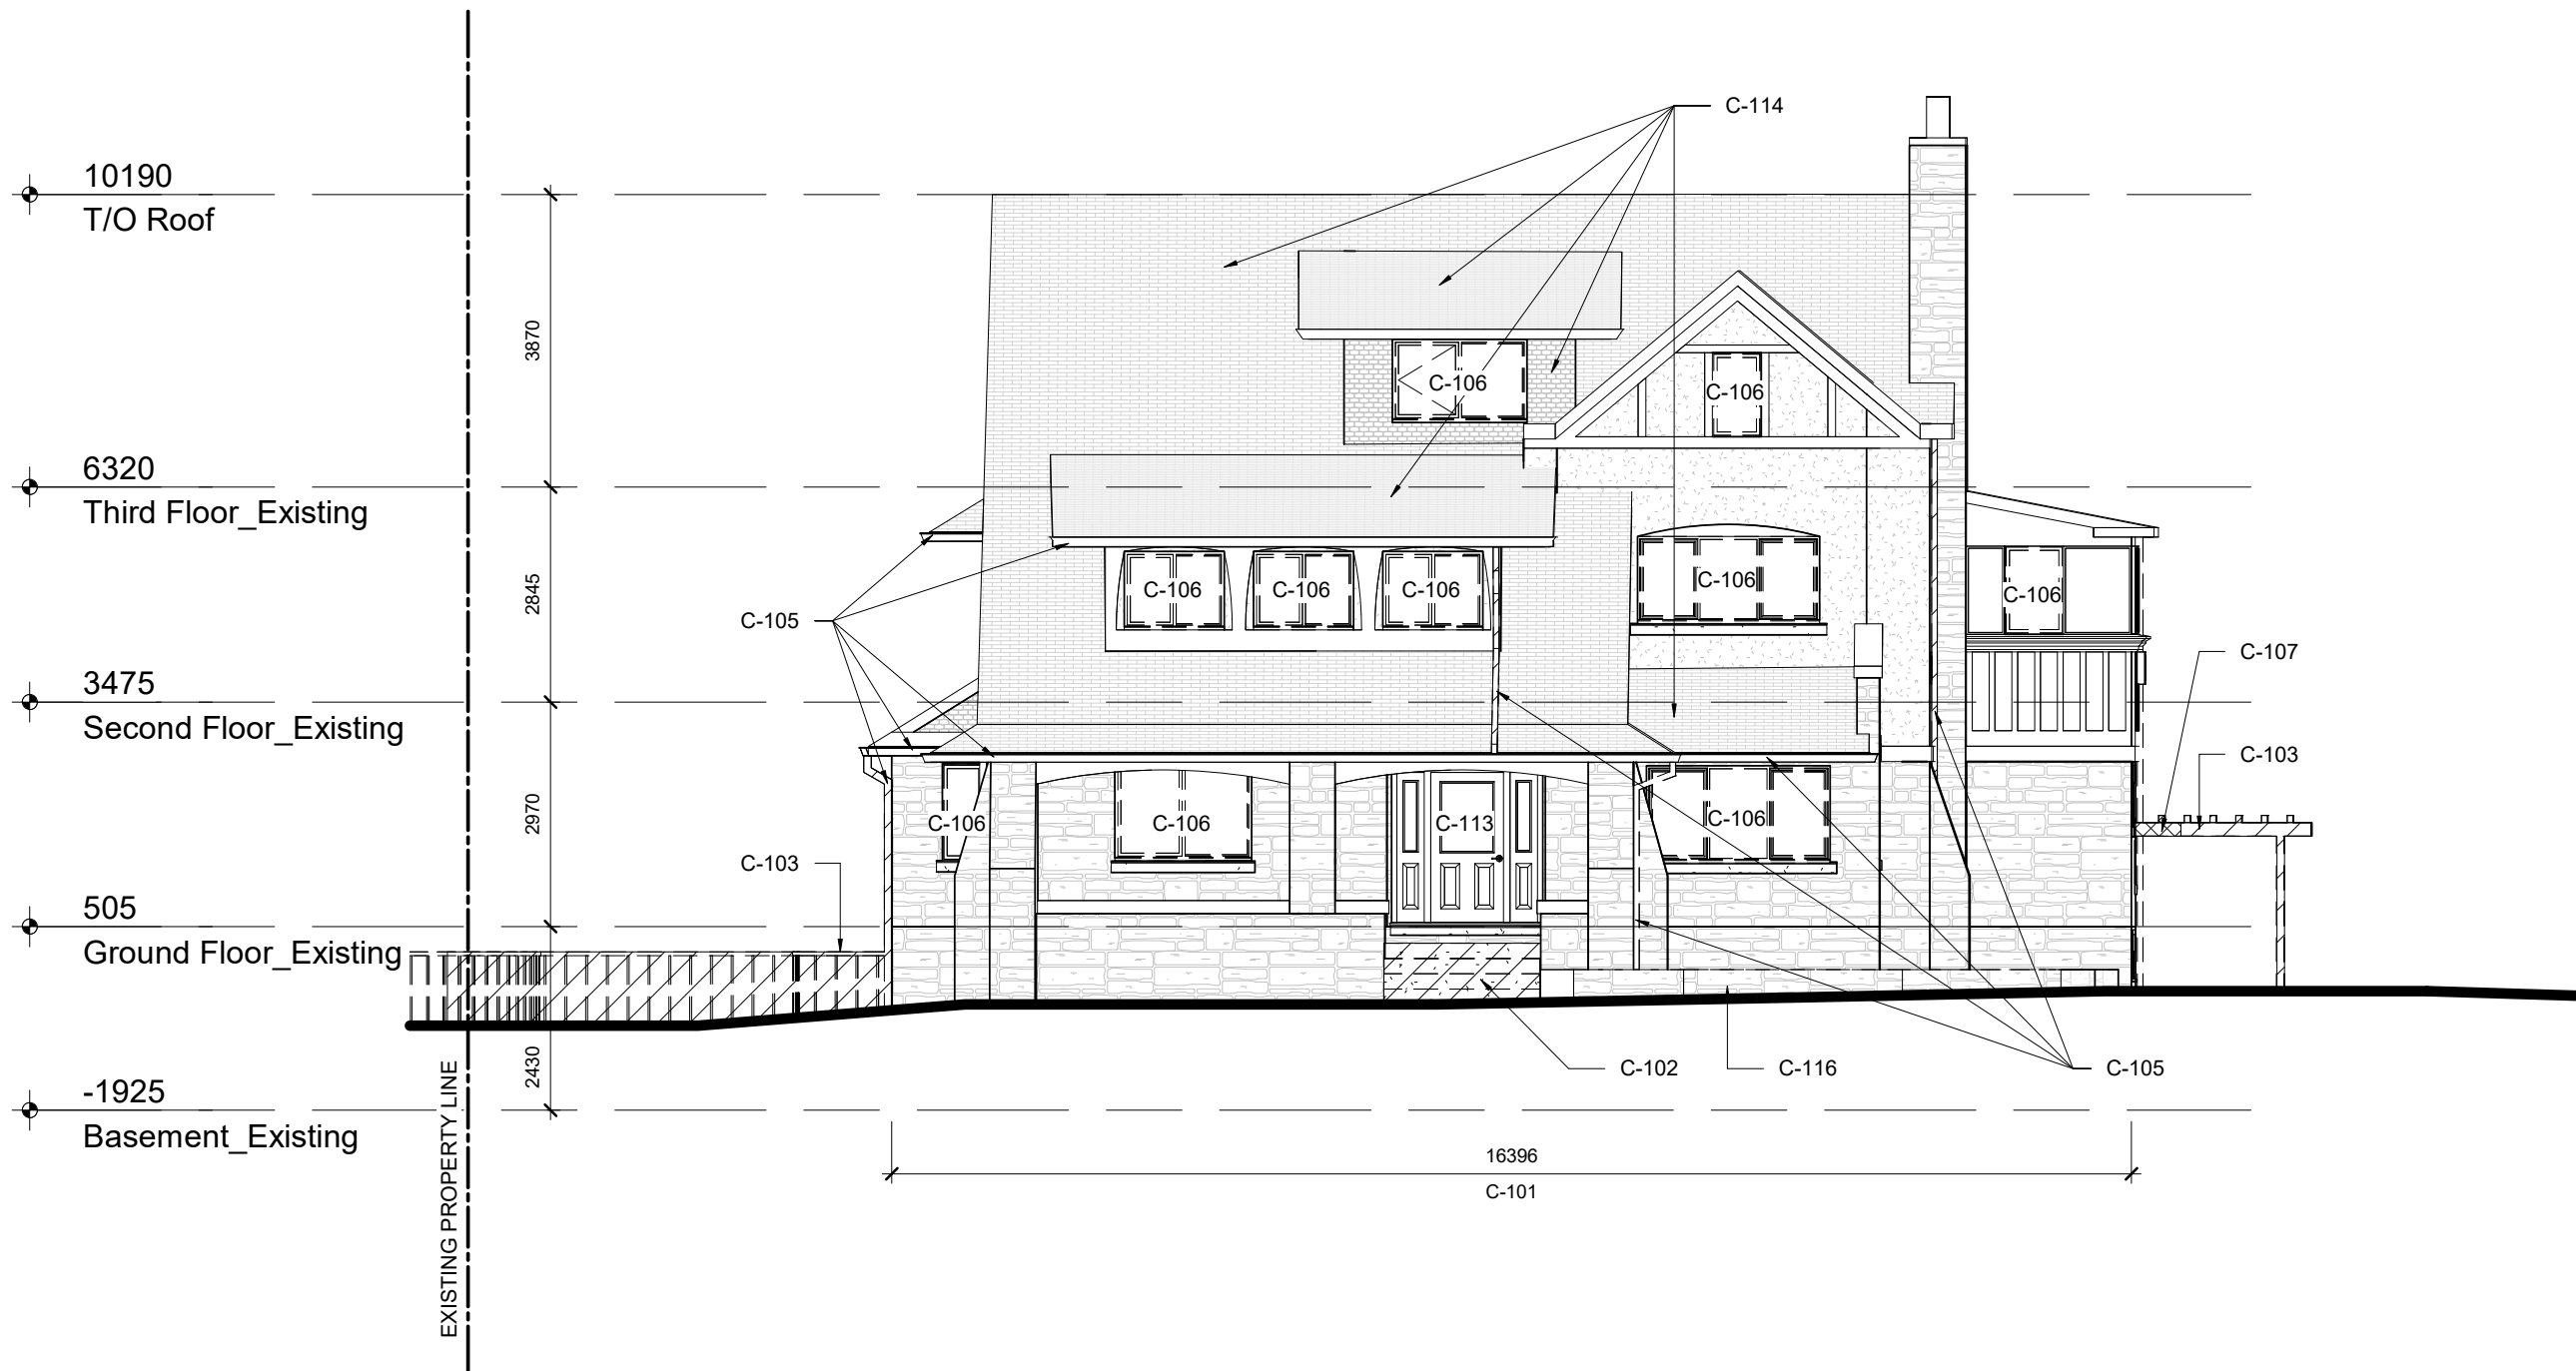 C-114
10190
T/O Roof
3870
C-106
C-106
6320
Third Floor_Existing
2845
C-106
C-106
C-106
C-106
C-106
C-105
C-107
3475
Second Floor_Existing
C-103
2970
C-106
C-106
C-113
C-106
C-103
505
Ground Floor_Existing
2430
C-102
C-116
C-105
-1925
Basement_Existing
EXISTING PROPERTY LINE
16396
C-101